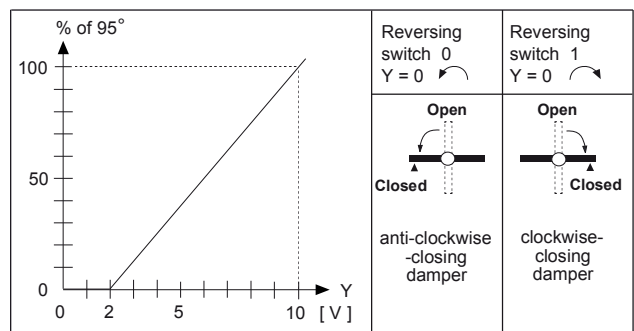 % of 95°
100
50
0
0 2 5 10 [ V ]
Y
Reversing
switch 0
Y = 0
Reversing
switch 1
Y = 0
Open
Closed
anti-clockwise
-closing
damper
Open
Closed
clockwise-
closing
damper